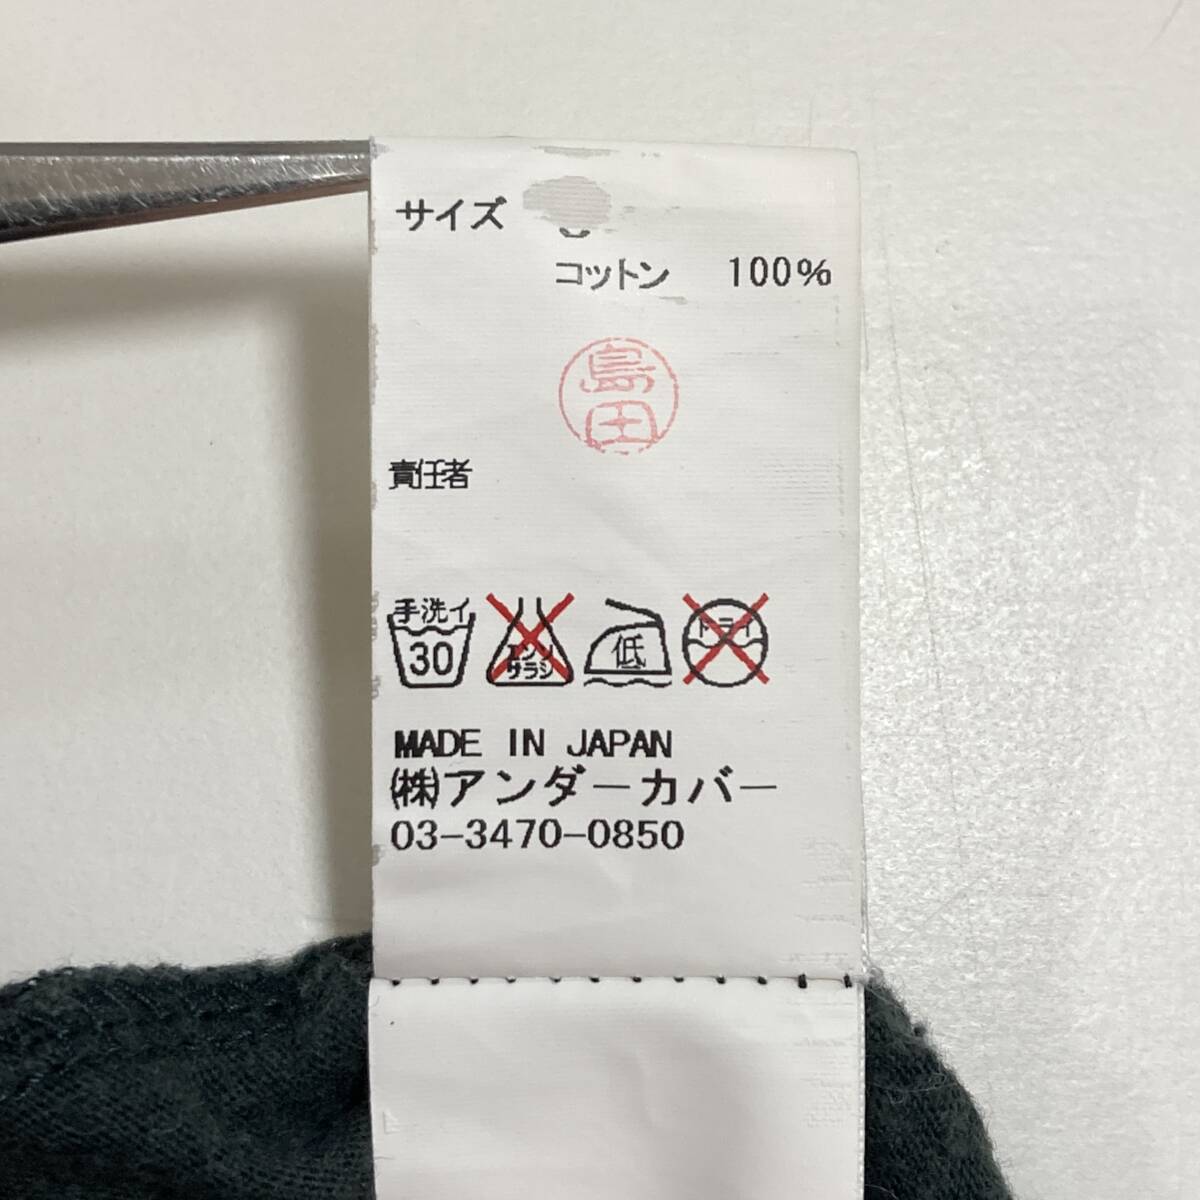 サイズ
コットン 100%
島田
責任者
手洗イ
30
エンソ
サラシ
低
ドライ
MADE IN JAPAN
(株)アンダーカバー
03-3470-0850